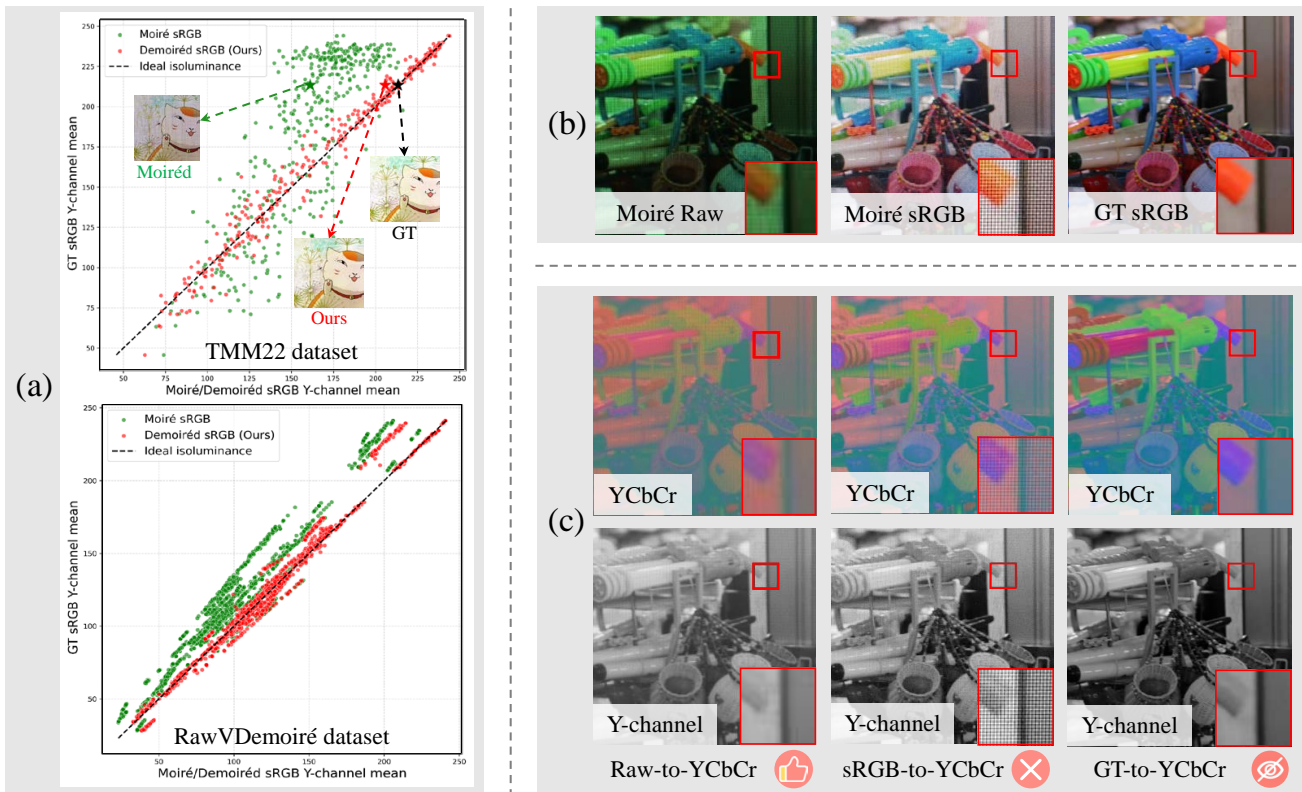 (a)
Moiré sRGB
Demoiréd sRGB (Ours)
Ideal isoluminance
250
225
200
175
150
125
100
75
50
GT sRGB Y-channel mean
Moiréd
GT
Ours
TMM22 dataset
50
75
100
125
150
175
200
225
250
Moiré/Demoiréd sRGB Y-channel mean
Moiré sRGB
Demoiréd sRGB (Ours)
Ideal isoluminance
250
200
150
100
50
GT sRGB Y-channel mean
RawVDemoiré dataset
50
100
150
200
250
Moiré/Demoiréd sRGB Y-channel mean
(b)
Moiré Raw
Moiré sRGB
GT sRGB
(c)
YCbCr
YCbCr
YCbCr
Y-channel
Y-channel
Y-channel
Raw-to-YCbCr
sRGB-to-YCbCr
GT-to-YCbCr